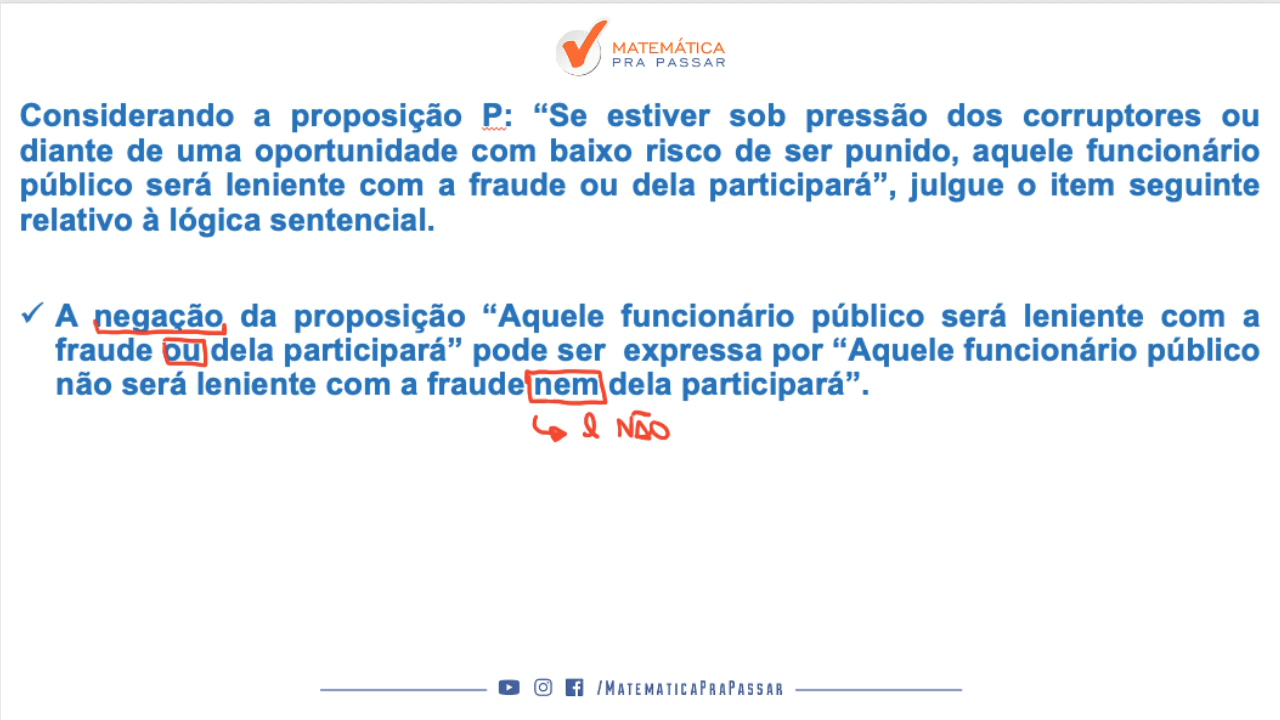 MATEMÁTICA
PRA PASSAR
Considerando a proposição P: “Se estiver sob pressão dos corruptores ou
diante de uma oportunidade com baixo risco de ser punido, aquele funcionário
público será leniente com a fraude ou dela participará”, julgue o item seguinte
relativo à lógica sentencial.
✓ A negação da proposição “Aquele funcionário público será leniente com a
fraude ou dela participará” pode ser expressa por “Aquele funcionário público
não será leniente com a fraude nem dela participará”.
e NÃO
/MATEMATICAPRAPASSAR